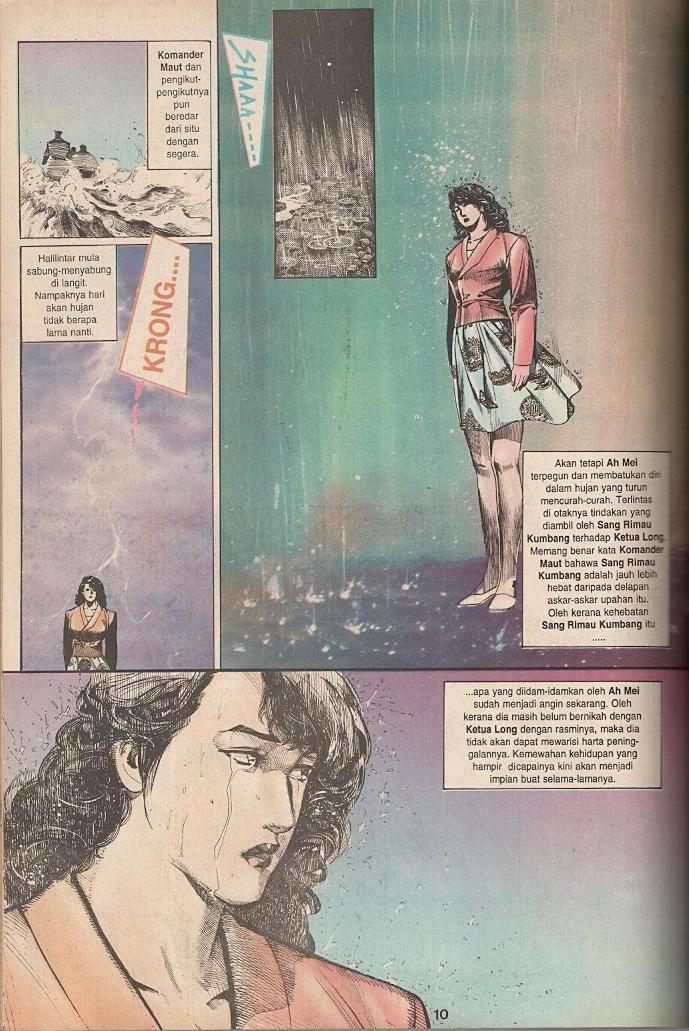 Komander
Maut dan
pengikut-
pengikutnya
pun
beredar
dari situ
dengan
segera.
Halilintar mula
sabung-menyabung
di langit.
Nampaknya hari
akan hujan
tidak berapa
lama nanti.
KRONG....
SHAAA----
Akan tetapi Ah Mei
terpegun dan membatukan diri
dalam hujan yang turun
mencurah-curah. Terlintas
di otaknya tindakan yang
diambil oleh Sang Rimau
Kumbang terhadap Ketua Long.
Memang benar kata Komander
Maut bahawa Sang Rimau
Kumbang adalah jauh lebih
hebat daripada delapan
askar-askar upahan itu.
Oleh kerana kehebatan
Sang Rimau Kumbang itu
.....
...apa yang diidam-idamkan oleh Ah Mei
sudah menjadi angin sekarang. Oleh
kerana dia masih belum bernikah dengan
Ketua Long dengan rasminya, maka dia
tidak akan dapat mewarisi harta pening-
galannya. Kemewahan kehidupan yang
hampir dicapainya kini akan menjadi
impian buat selama-lamanya.
10